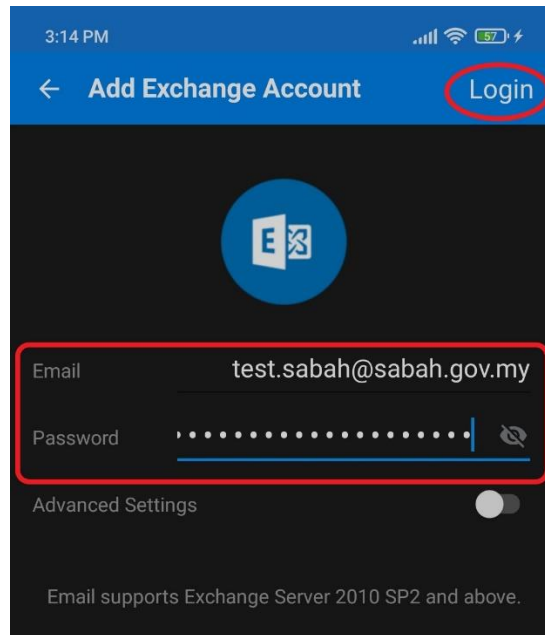 3:14 PM 57
← Add Exchange Account Login
E
Email test.sabah@sabah.gov.my
Password ••••••••••••••••••••
Advanced Settings
Email supports Exchange Server 2010 SP2 and above.